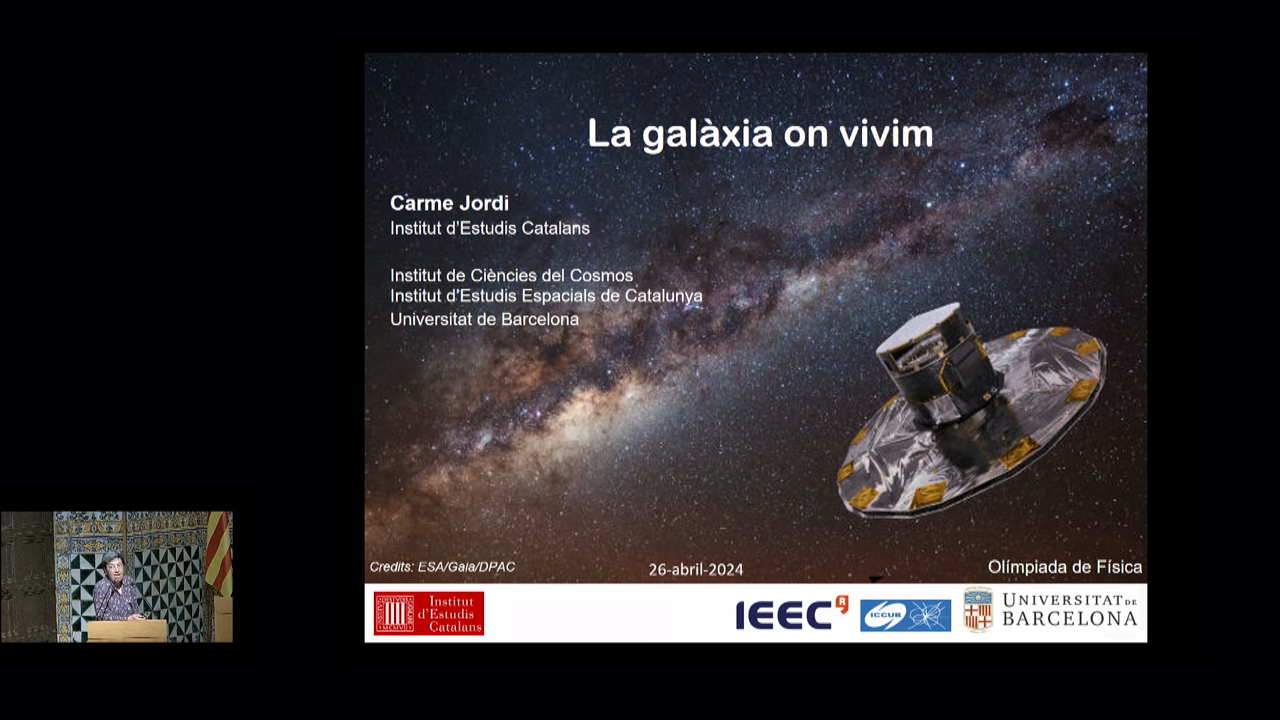 La galàxia on vivim
Carme Jordi
Institut d'Estudis Catalans
Institut de Ciències del Cosmos
Institut d'Estudis Espacials de Catalunya
Universitat de Barcelona
Credits: ESA/Gaia/DPAC
26-abril-2024
Olímpiada de Física
Institut
d'Estudis
Catalans
IEEC R
ICCUB
UNIVERSITAT DE
BARCELONA